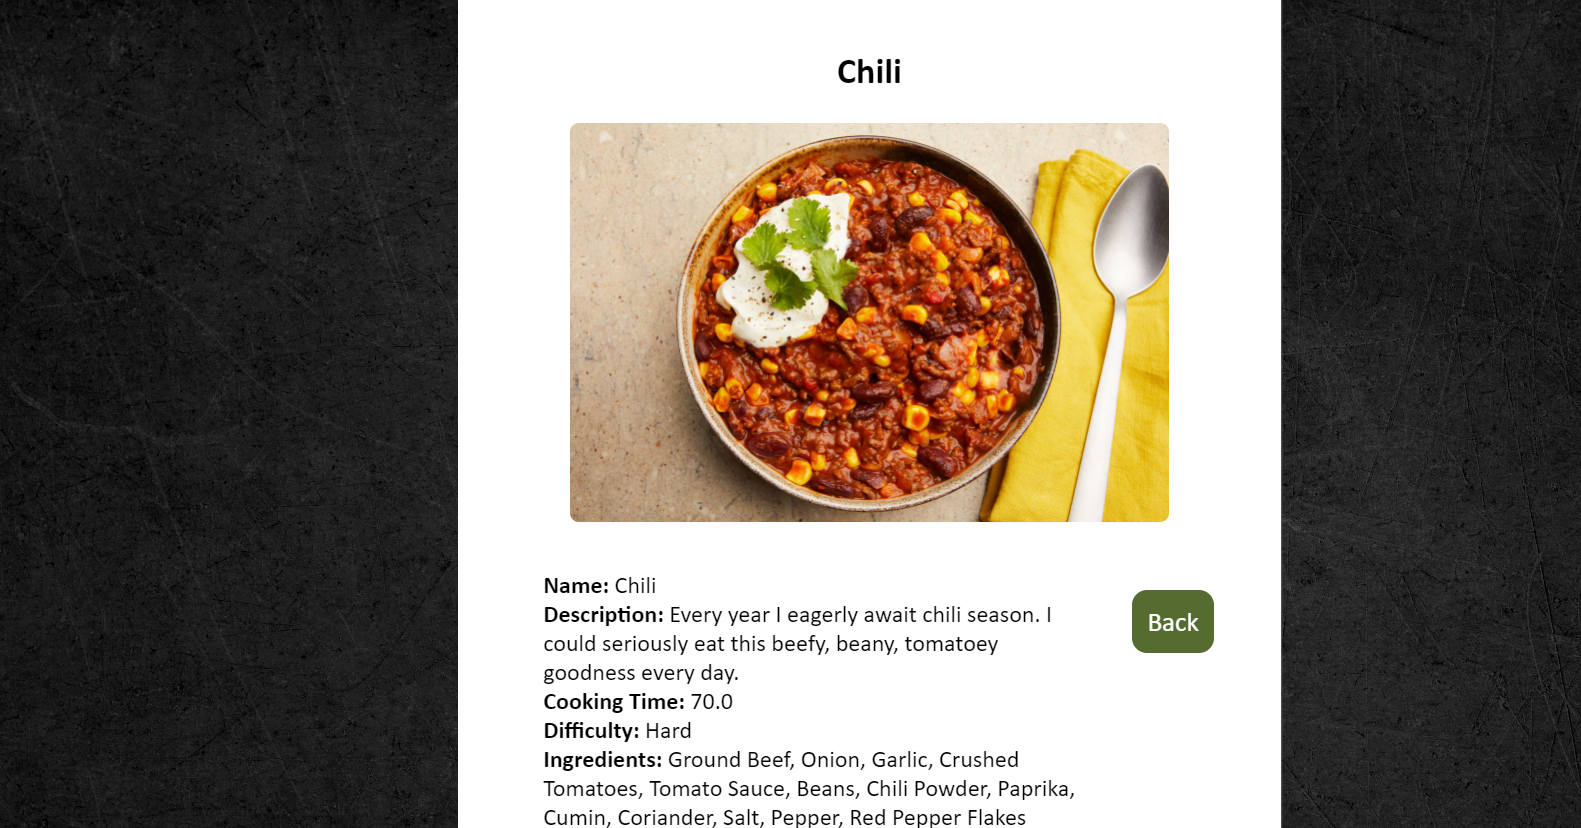 Chili
Name: Chili
Description: Every year I eagerly await chili season. I
could seriously eat this beefy, beany, tomatoey
goodness every day.
Cooking Time: 70.0
Difficulty: Hard
Ingredients: Ground Beef, Onion, Garlic, Crushed
Tomatoes, Tomato Sauce, Beans, Chili Powder, Paprika,
Cumin, Coriander, Salt, Pepper, Red Pepper Flakes
Back